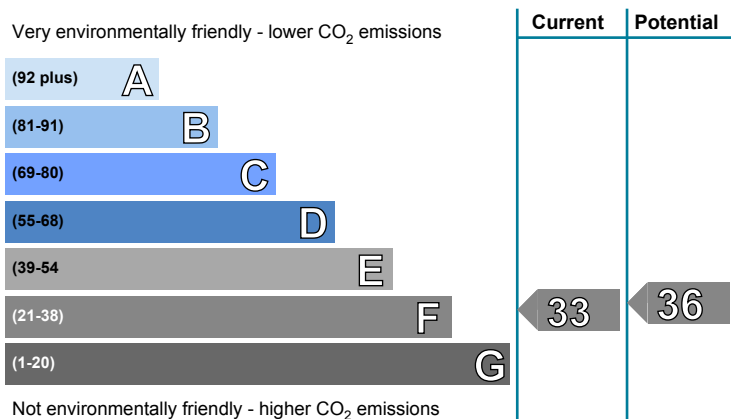 Very environmentally friendly - lower CO₂ emissions
Current
Potential
(92 plus) A
(81-91) B
(69-80) C
(55-68) D
(39-54 E
(21-38) F
33
36
(1-20) G
Not environmentally friendly - higher CO₂ emissions